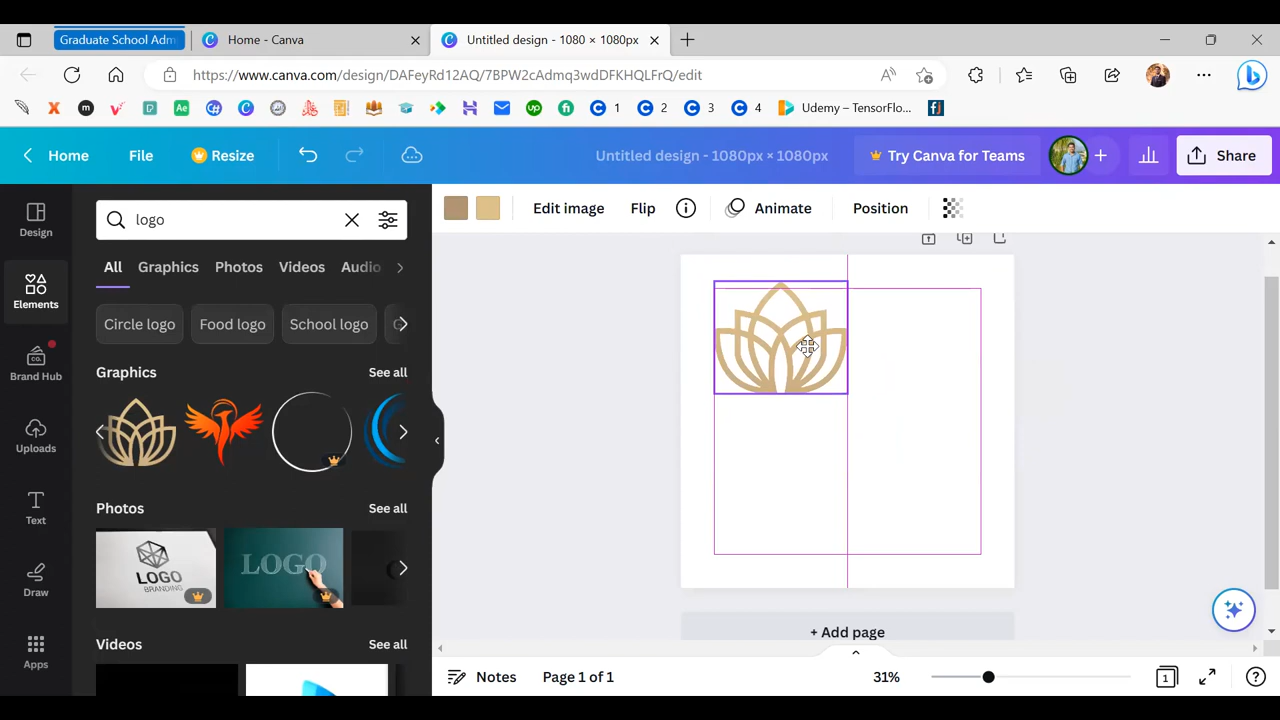 Graduate School Adm
Home - Canva
Untitled design - 1080 × 1080px
https://www.canva.com/design/DAFeyRd12AQ/7BPW2cAdmq3wdDFKHQLFrQ/edit
1
2
3
4
Udemy – TensorFlo...
Home
File
Resize
Untitled design - 1080px × 1080px
Try Canva for Teams
Share
Design
logo
Edit image
Flip
Animate
Position
Elements
All
Graphics
Photos
Videos
Audio
Circle logo
Food logo
School logo
Brand Hub
Graphics
See all
Uploads
Photos
See all
Text
LOGO
BRANDING
LOGO
Draw
Videos
See all
Apps
+ Add page
Notes
Page 1 of 1
31%
1